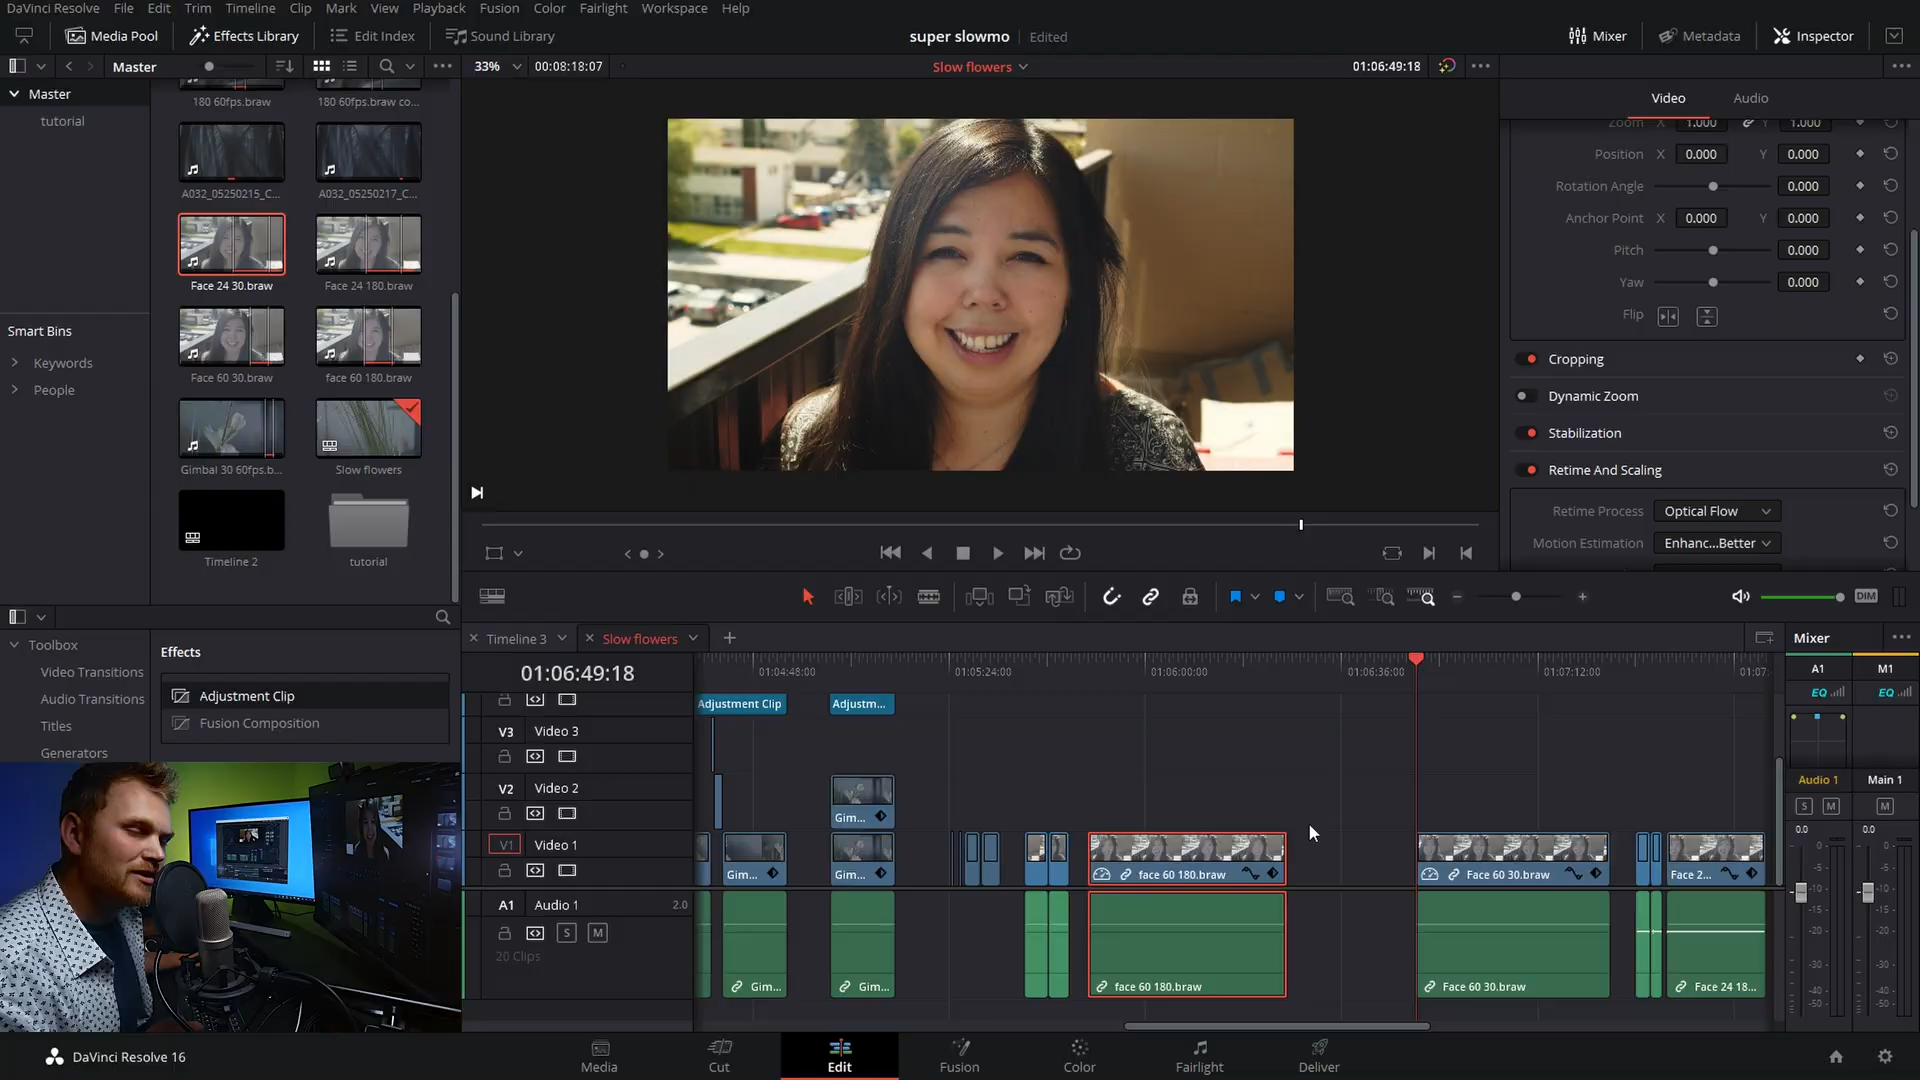 DaVinci Resolve File Edit Trim Timeline Clip Mark View Playback Fusion Color Fairlight Workspace Help
Media Pool Effects Library Edit Index Sound Library super slowmo Edited Mixer Metadata Inspector
Master 33% 00:08:18:07 Slow flowers 01:06:49:18
Master
tutorial
180 60fps.braw 180 60fps.braw co...
A032_05250215_C... A032_05250217_C...
Face 24 30.braw Face 24 180.braw
Face 60 30.braw face 60 180.braw
Gimbal 30 60fps.b... Slow flowers
Timeline 2 tutorial
Smart Bins
Keywords
People
Video Audio
Zoom X 1.000 Y 1.000
Position X 0.000 Y 0.000
Rotation Angle 0.000
Anchor Point X 0.000 Y 0.000
Pitch 0.000
Yaw 0.000
Flip
Cropping
Dynamic Zoom
Stabilization
Retime And Scaling
Retime Process Optical Flow
Motion Estimation Enhanc...Better
DIM
Toolbox
Video Transitions
Audio Transitions
Titles
Generators
Effects
Adjustment Clip
Fusion Composition
Timeline 3 Slow flowers
01:06:49:18 01:04:48:00 01:05:24:00 01:06:00:00 01:06:36:00 01:07:12:00 01:07:
Adjustment Clip Adjustm...
V3 Video 3
V2 Video 2
Gim...
V1 Video 1
Gim... Gim... face 60 180.braw Face 60 30.braw Face 2...
A1 Audio 1 2.0
S M
20 Clips
Gim... Gim... face 60 180.braw Face 60 30.braw Face 24 18...
Mixer
A1 M1
EQ EQ
Audio 1 Main 1
S M M
0.0 0.0
0 0
-5 -5
-10 -10
-15 -15
-20 -20
-30 -30
-40 -40
-50 -50
DaVinci Resolve 16 Media Cut Edit Fusion Color Fairlight Deliver